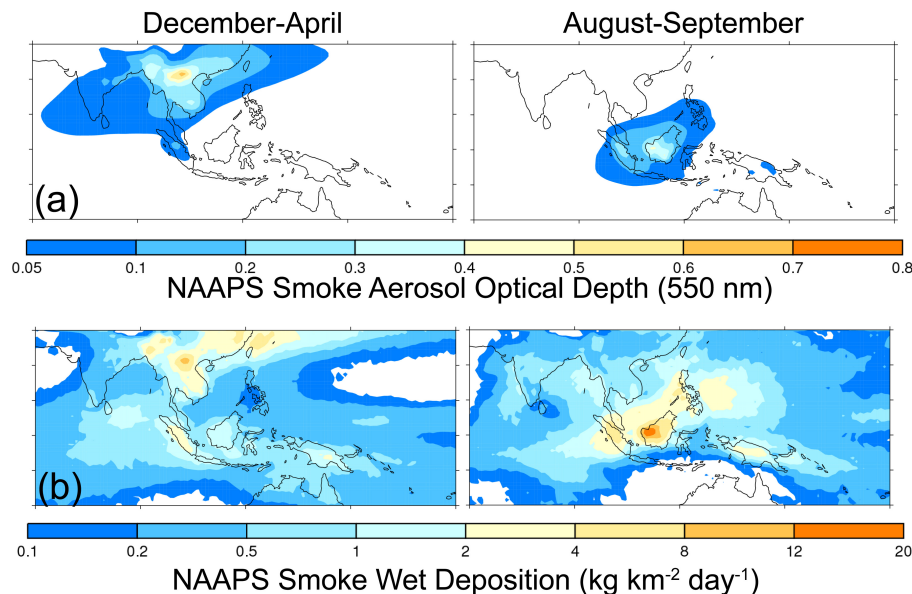 December-April August-September
(a)
0.05 0.1 0.2 0.3 0.4 0.5 0.6 0.7 0.8
NAAPS Smoke Aerosol Optical Depth (550 nm)
(b)
0.1 0.2 0.5 1 2 4 8 12 20
NAAPS Smoke Wet Deposition (kg km⁻² day⁻¹)